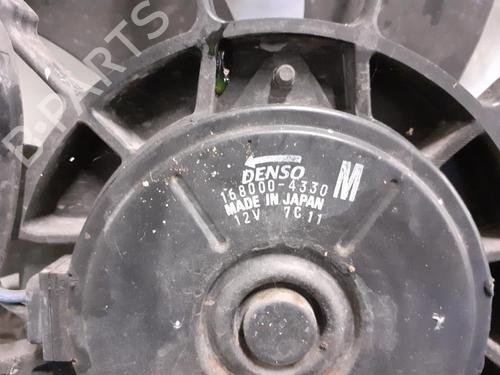 DENSO
168000-4330 M
MADE IN JAPAN
12V 7C11
B-PARTS